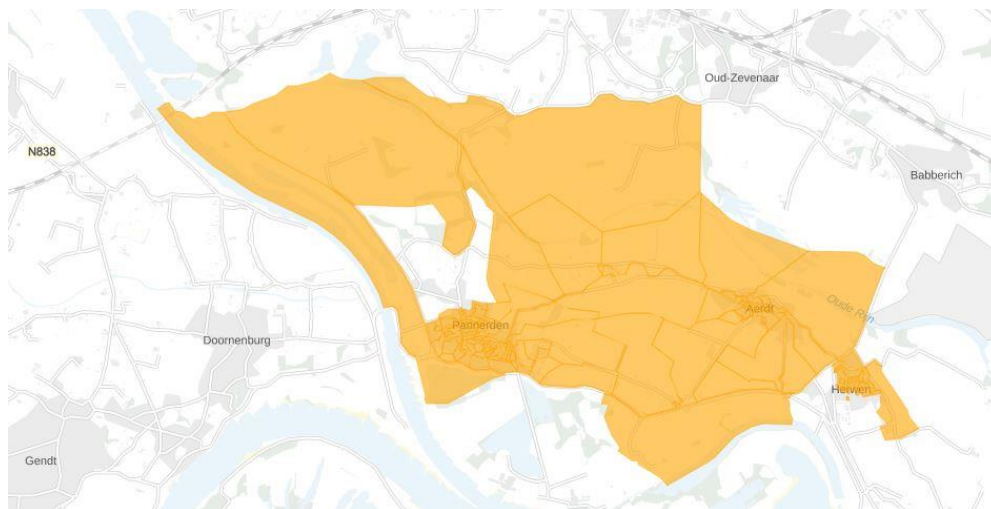 Oud-Zevenaar
N838
Babberich
Oude Rijn
Aerdt
Pannerden
Doornenburg
Herwen
Gendt